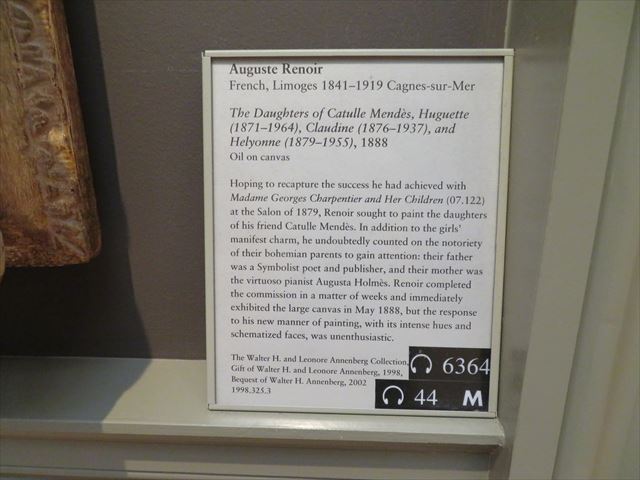 Auguste Renoir
French, Limoges 1841–1919 Cagnes-sur-Mer
The Daughters of Catulle Mendès, Huguette
(1871–1964), Claudine (1876–1937), and
Helyonne (1879–1955), 1888
Oil on canvas
Hoping to recapture the success he had achieved with
Madame Georges Charpentier and Her Children (07.122)
at the Salon of 1879, Renoir sought to paint the daughters
of his friend Catulle Mendès. In addition to the girls'
manifest charm, he undoubtedly counted on the notoriety
of their bohemian parents to gain attention: their father
was a Symbolist poet and publisher, and their mother was
the virtuoso pianist Augusta Holmès. Renoir completed
the commission in a matter of weeks and immediately
exhibited the large canvas in May 1888, but the response
to his new manner of painting, with its intense hues and
schematized faces, was unenthusiastic.
The Walter H. and Leonore Annenberg Collection,
Gift of Walter H. and Leonore Annenberg, 1998,
Bequest of Walter H. Annenberg, 2002
1998.325.3
6364
44 M